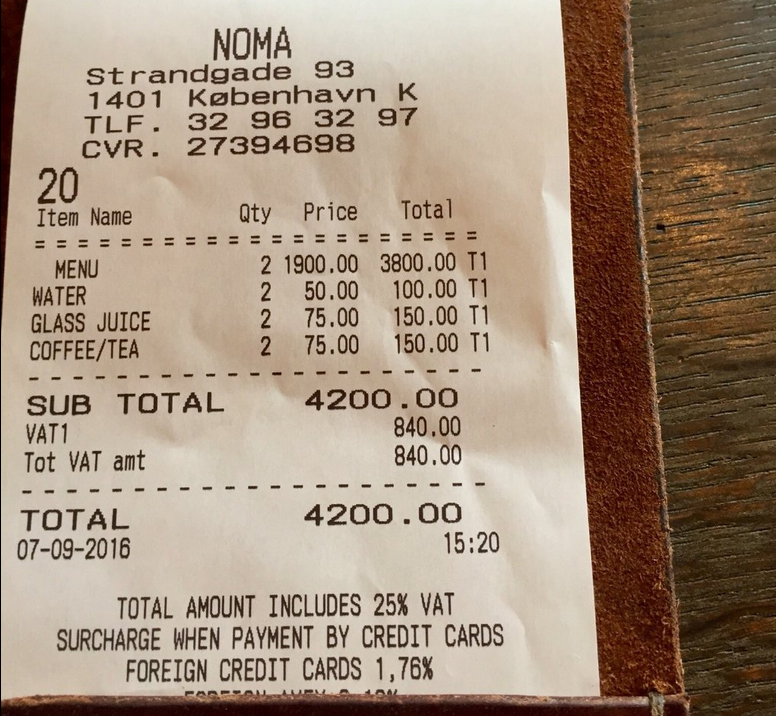 NOMA
Strandgade 93
1401 København K
TLF. 32 96 32 97
CVR. 27394698
20
Item Name Qty Price Total
= = = = = = = = = = = = = = = = = = = = = = = = =
MENU 2 1900.00 3800.00 T1
WATER 2 50.00 100.00 T1
GLASS JUICE 2 75.00 150.00 T1
COFFEE/TEA 2 75.00 150.00 T1
- - - - - - - - - - - - - - - - - - - - - - - - -
SUB TOTAL 4200.00
VAT1 840.00
Tot VAT amt 840.00
- - - - - - - - - - - - - - - - - - - - - - - - -
TOTAL 4200.00
07-09-2016 15:20
TOTAL AMOUNT INCLUDES 25% VAT
SURCHARGE WHEN PAYMENT BY CREDIT CARDS
FOREIGN CREDIT CARDS 1,76%
FOREIGN AMEX